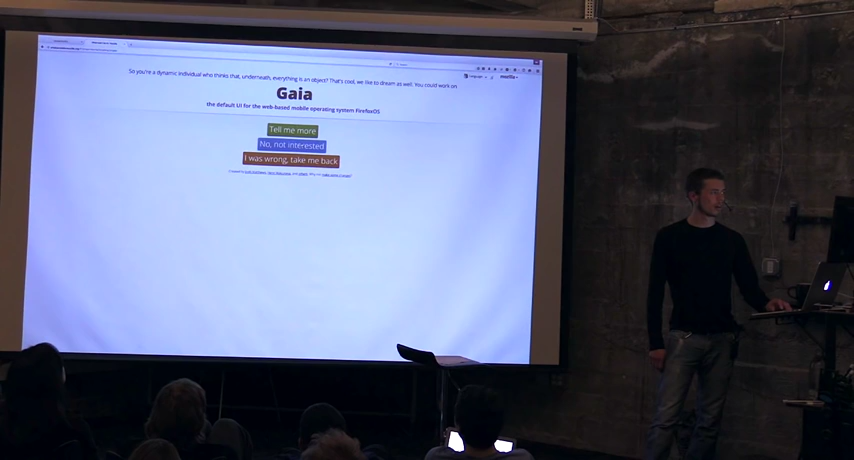 Language
mozilla
So you're a dynamic individual who thinks that, underneath, everything is an object? That's cool, we like to dream as well. You could work on
Gaia
the default UI for the web-based mobile operating system FirefoxOS
Tell me more
No, not interested
I was wrong, take me back